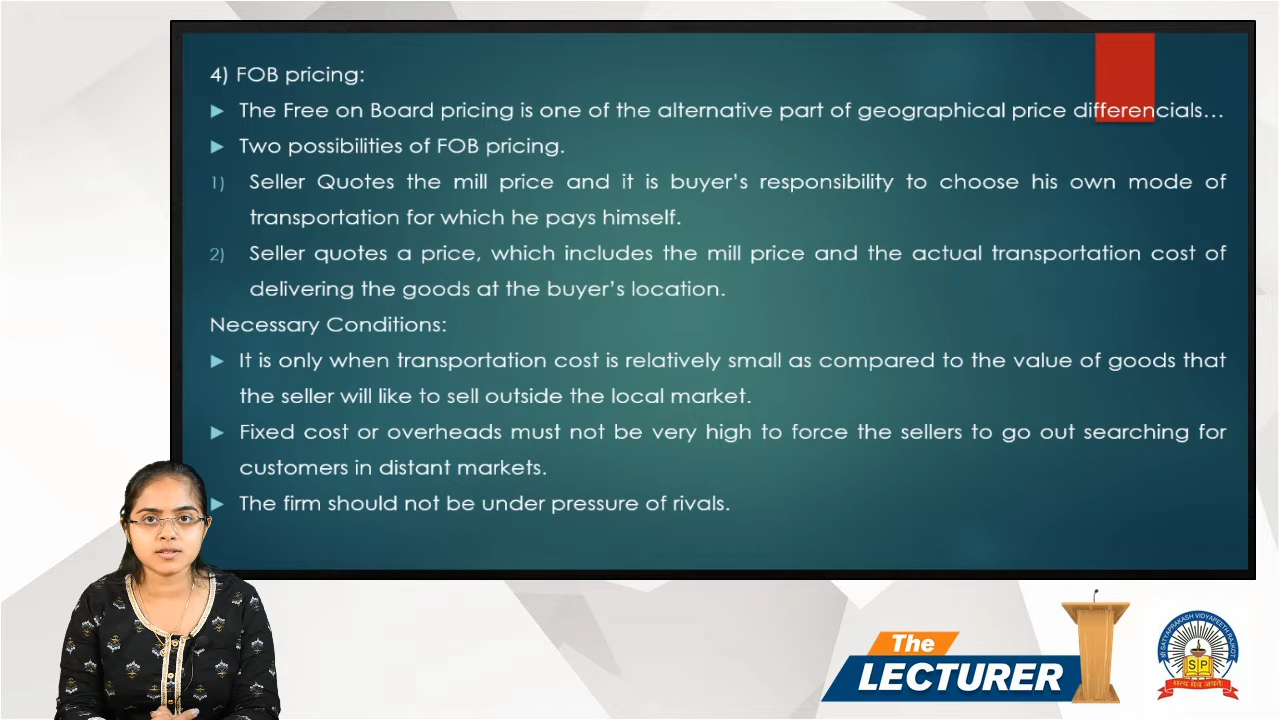 4) FOB pricing:
The Free on Board pricing is one of the alternative part of geographical price differencials…
Two possibilities of FOB pricing.
1) Seller Quotes the mill price and it is buyer's responsibility to choose his own mode of
transportation for which he pays himself.
2) Seller quotes a price, which includes the mill price and the actual transportation cost of
delivering the goods at the buyer's location.
Necessary Conditions:
It is only when transportation cost is relatively small as compared to the value of goods that
the seller will like to sell outside the local market.
Fixed cost or overheads must not be very high to force the sellers to go out searching for
customers in distant markets.
The firm should not be under pressure of rivals.
The
LECTURER
SATYAPRAKASH VIDYAPEETH RAJKOT
S P
सत्य मेव जयते